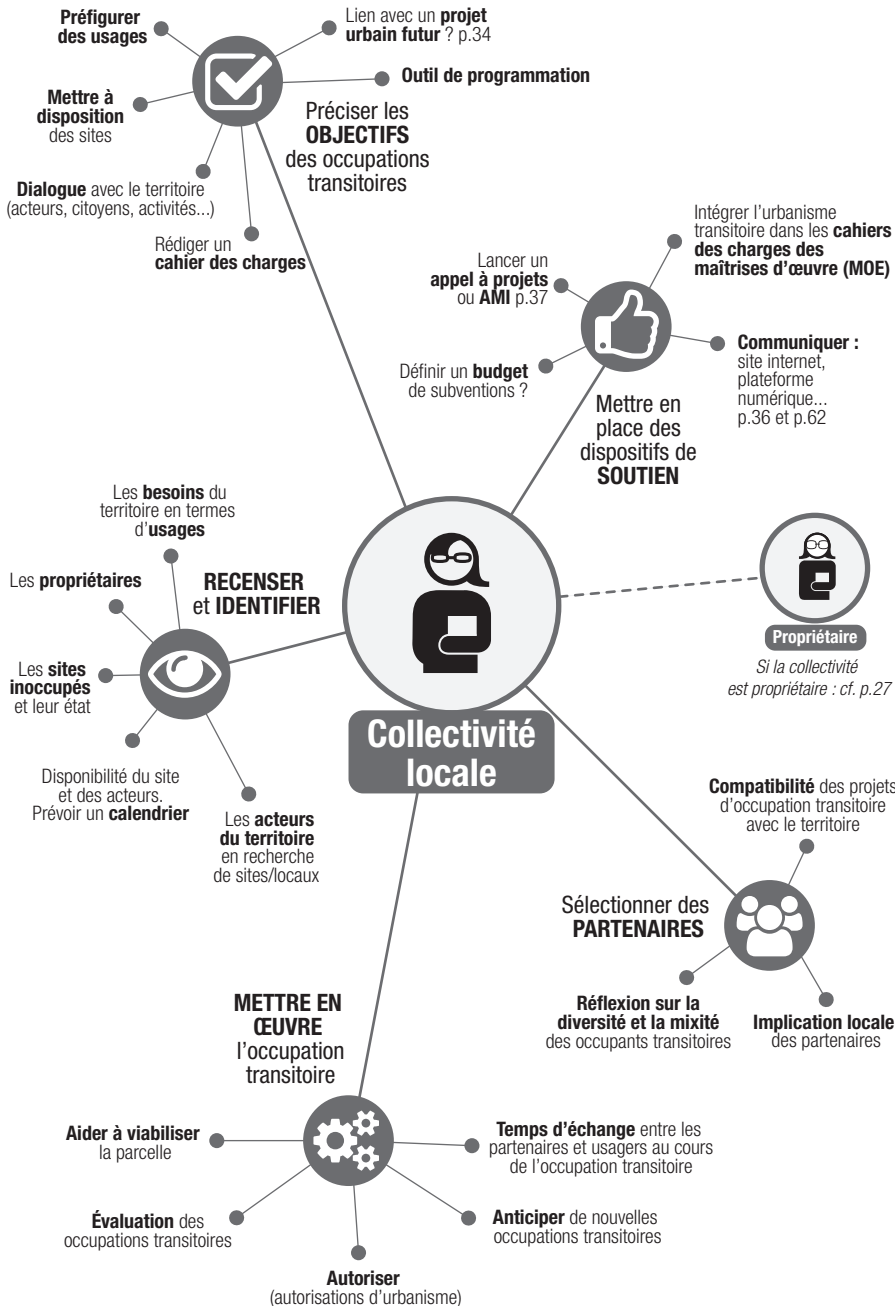 Préfigurer
des usages
Lien avec un projet
urbain futur ? p.34
Outil de programmation
Mettre à
disposition
des sites
Préciser les
OBJECTIFS
des occupations
transitoires
Dialogue avec le territoire
(acteurs, citoyens, activités...)
Rédiger un
cahier des charges
Intégrer l'urbanisme
transitoire dans les cahiers
des charges des
maîtrises d'œuvre (MOE)
Lancer un
appel à projets
ou AMI p.37
Communiquer :
site internet,
plateforme
numérique...
p.36 et p.62
Définir un budget
de subventions ?
Mettre en
place des
dispositifs de
SOUTIEN
Les besoins du
territoire en termes
d'usages
Les propriétaires
RECENSER
et IDENTIFIER
Les sites
inoccupés
et leur état
Disponibilité du site
et des acteurs.
Prévoir un calendrier
Les acteurs
du territoire
en recherche
de sites/locaux
Propriétaire
Si la collectivité
est propriétaire : cf. p.27
Collectivité
locale
Compatibilité des projets
d'occupation transitoire
avec le territoire
Sélectionner des
PARTENAIRES
Réflexion sur la
diversité et la mixité
des occupants transitoires
Implication locale
des partenaires
METTRE EN
ŒUVRE
l'occupation
transitoire
Aider à viabiliser
la parcelle
Temps d'échange entre les
partenaires et usagers au cours
de l'occupation transitoire
Évaluation des
occupations transitoires
Anticiper de nouvelles
occupations transitoires
Autoriser
(autorisations d'urbanisme)